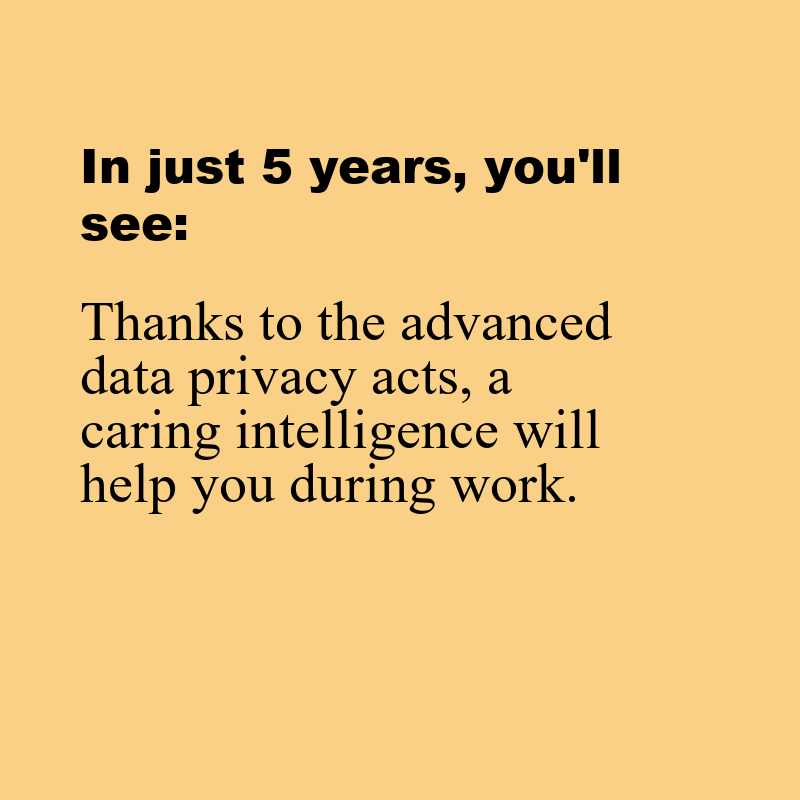 In just 5 years, you'll
see:
Thanks to the advanced
data privacy acts, a
caring intelligence will
help you during work.